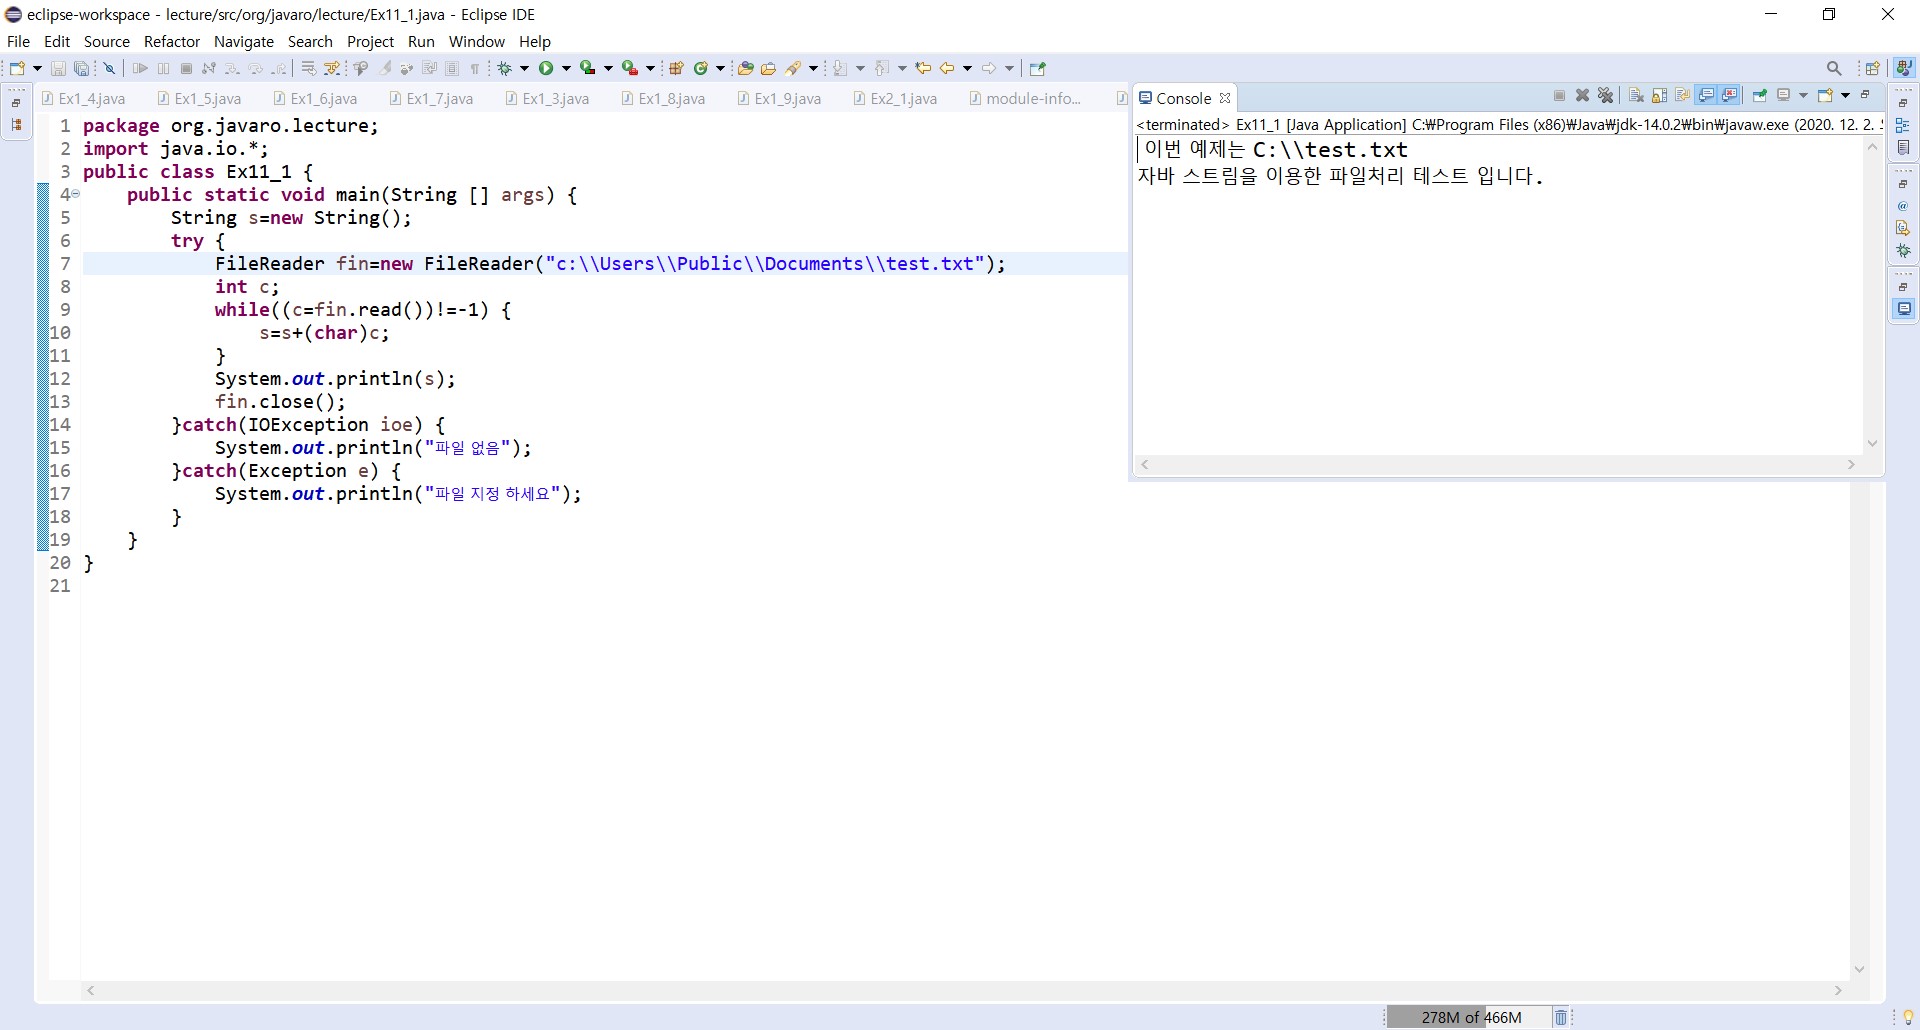 eclipse-workspace - lecture/src/org/javaro/lecture/Ex11_1.java - Eclipse IDE
File Edit Source Refactor Navigate Search Project Run Window Help
Ex1_4.java Ex1_5.java Ex1_6.java Ex1_7.java Ex1_3.java Ex1_8.java Ex1_9.java Ex2_1.java module-info...
1 package org.javaro.lecture;
2 import java.io.*;
3 public class Ex11_1 {
4     public static void main(String [] args) {
5         String s=new String();
6         try {
7             FileReader fin=new FileReader("c:\\Users\\Public\\Documents\\test.txt");
8             int c;
9             while((c=fin.read())!=-1) {
10                 s=s+(char)c;
11             }
12             System.out.println(s);
13             fin.close();
14         }catch(IOException ioe) {
15             System.out.println("파일 없음");
16         }catch(Exception e) {
17             System.out.println("파일 지정 하세요");
18         }
19     }
20 }
21
Console
<terminated> Ex11_1 [Java Application] C:₩Program Files (x86)₩Java₩jdk-14.0.2₩bin₩javaw.exe (2020. 12. 2.
이번 예제는 C:\\test.txt
자바 스트림을 이용한 파일처리 테스트 입니다.
278M of 466M